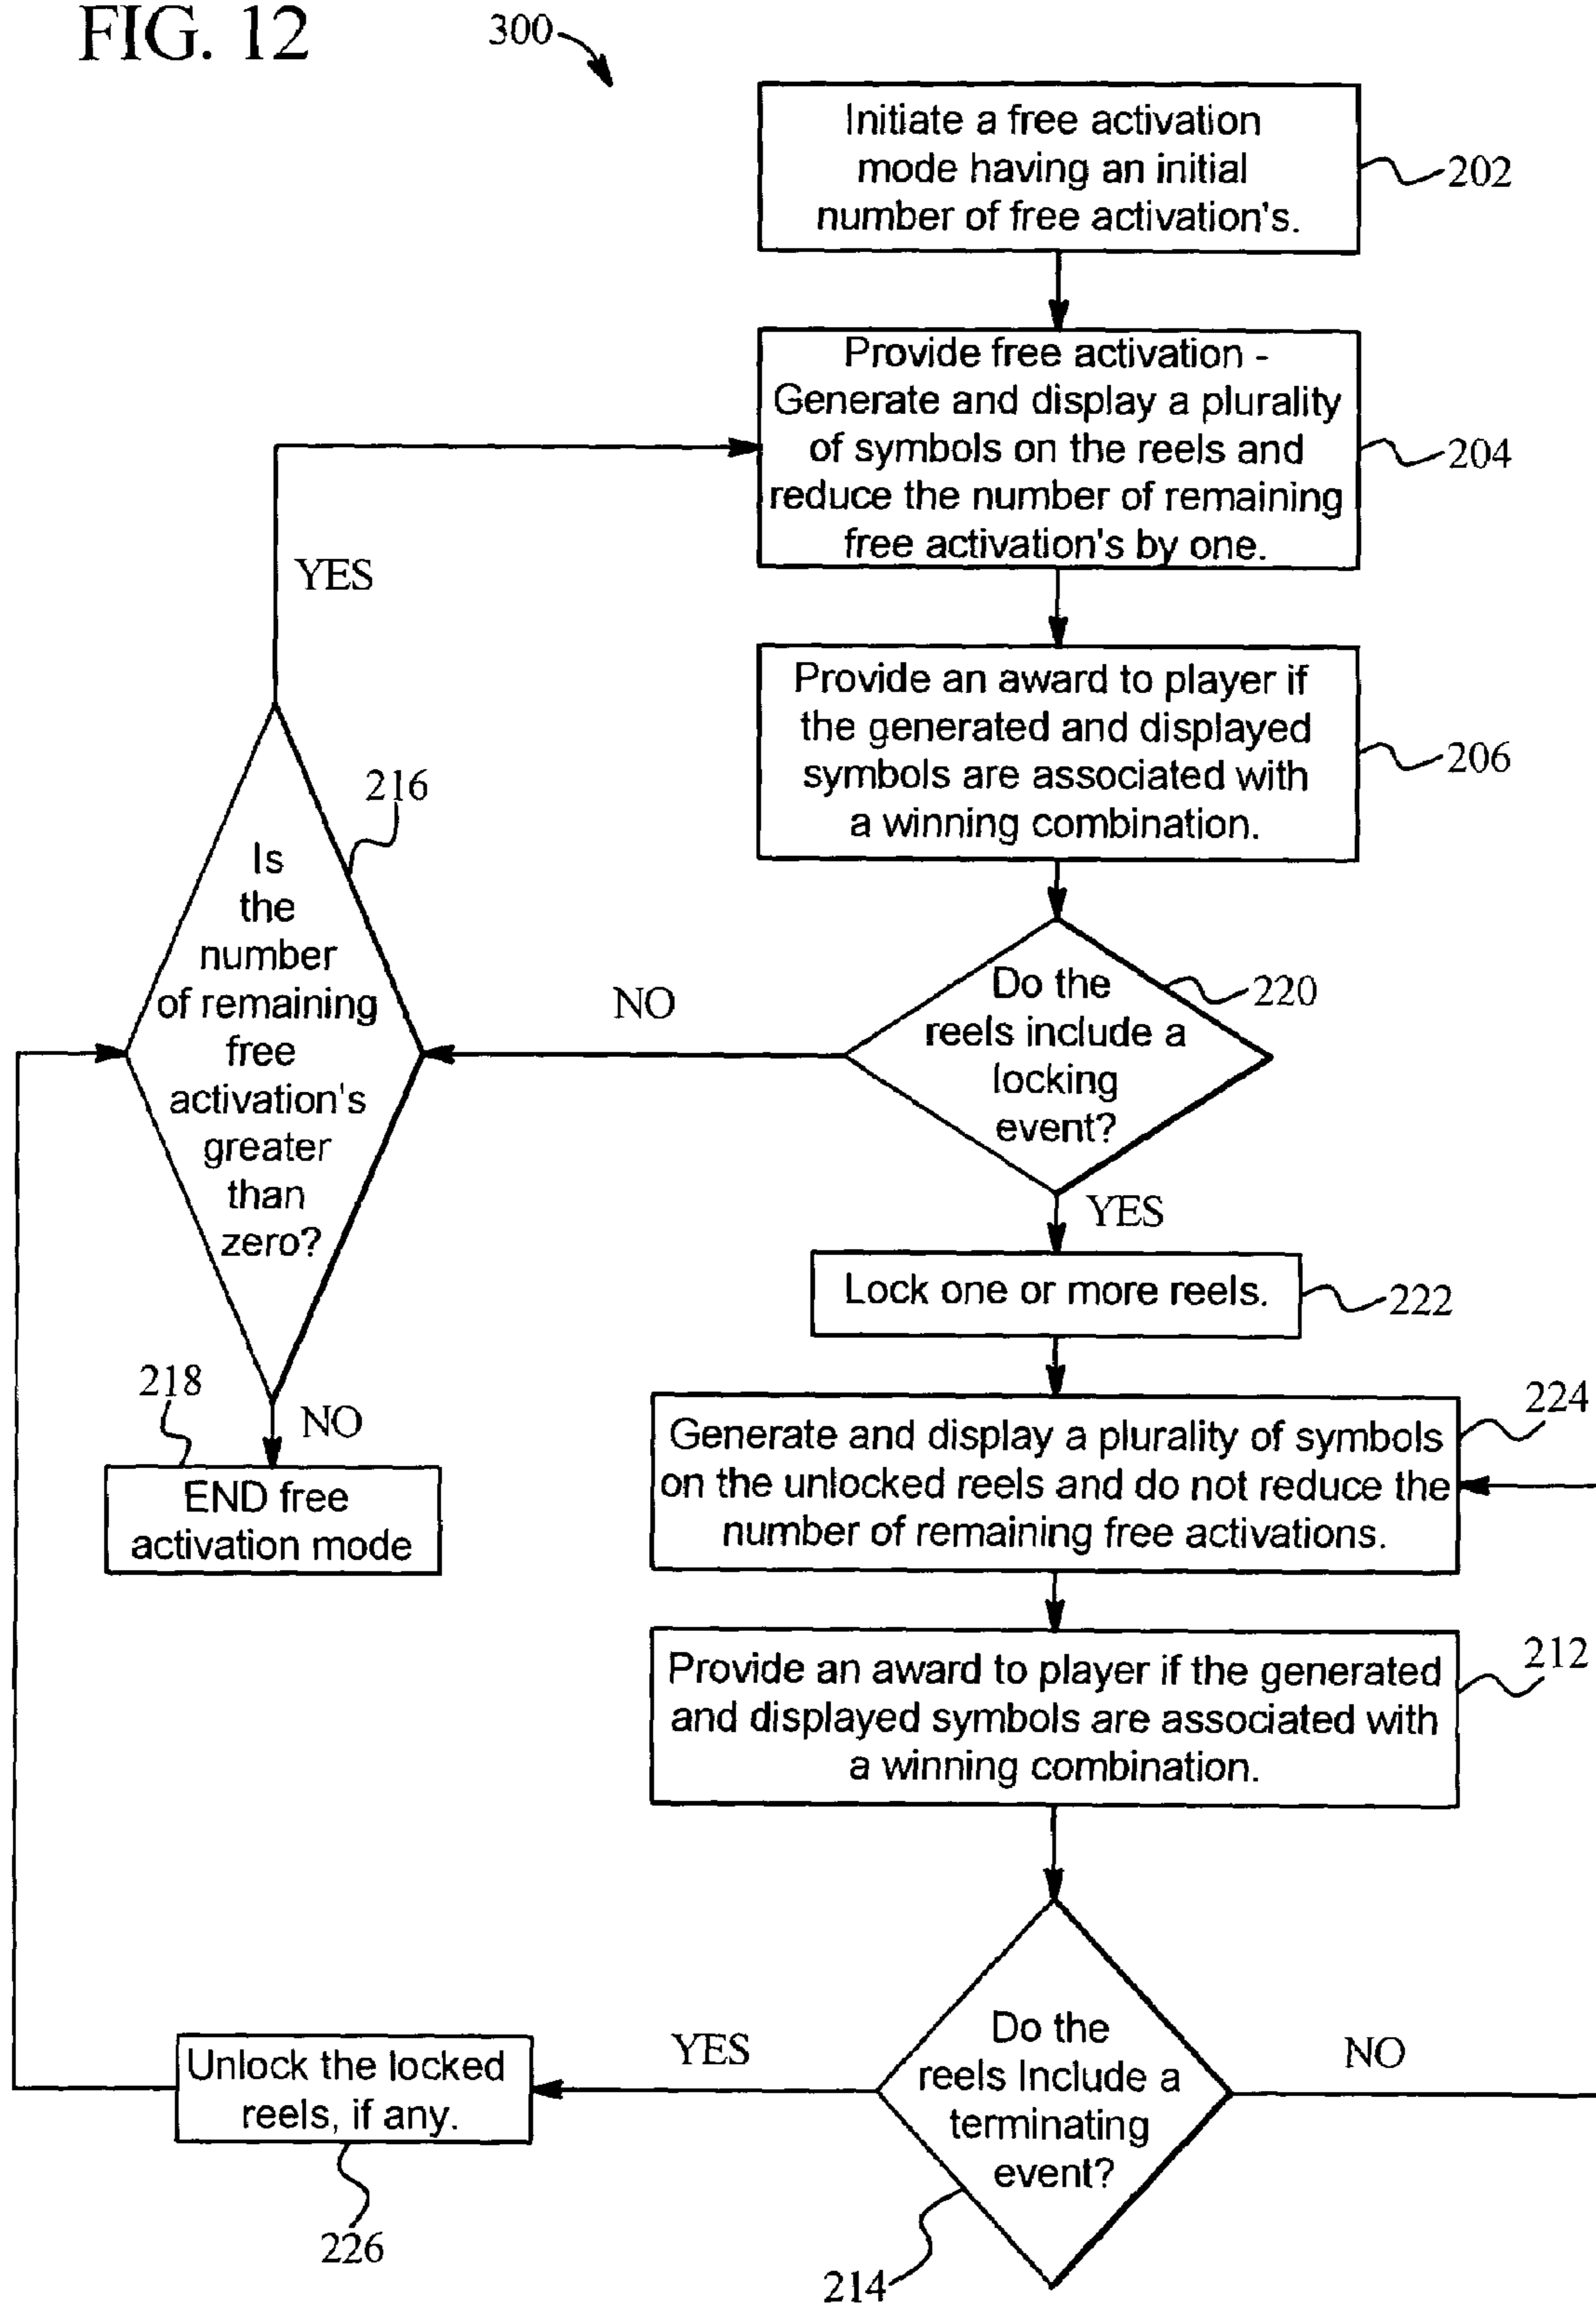 FIG. 12
300
Initiate a free activation
mode having an initial
number of free activation's.
202
Provide free activation -
Generate and display a plurality
of symbols on the reels and
reduce the number of remaining
free activation's by one.
204
YES
Provide an award to player if
the generated and displayed
symbols are associated with
a winning combination.
206
216
Is
the
number
of remaining
free
activation's
greater
than
zero?
NO
Do the
reels include a
locking
event?
220
YES
Lock one or more reels.
222
218
NO
END free
activation mode
Generate and display a plurality of symbols
on the unlocked reels and do not reduce the
number of remaining free activations.
224
Provide an award to player if the generated
and displayed symbols are associated with
a winning combination.
212
Do the
reels Include a
terminating
event?
214
YES
NO
Unlock the locked
reels, if any.
226